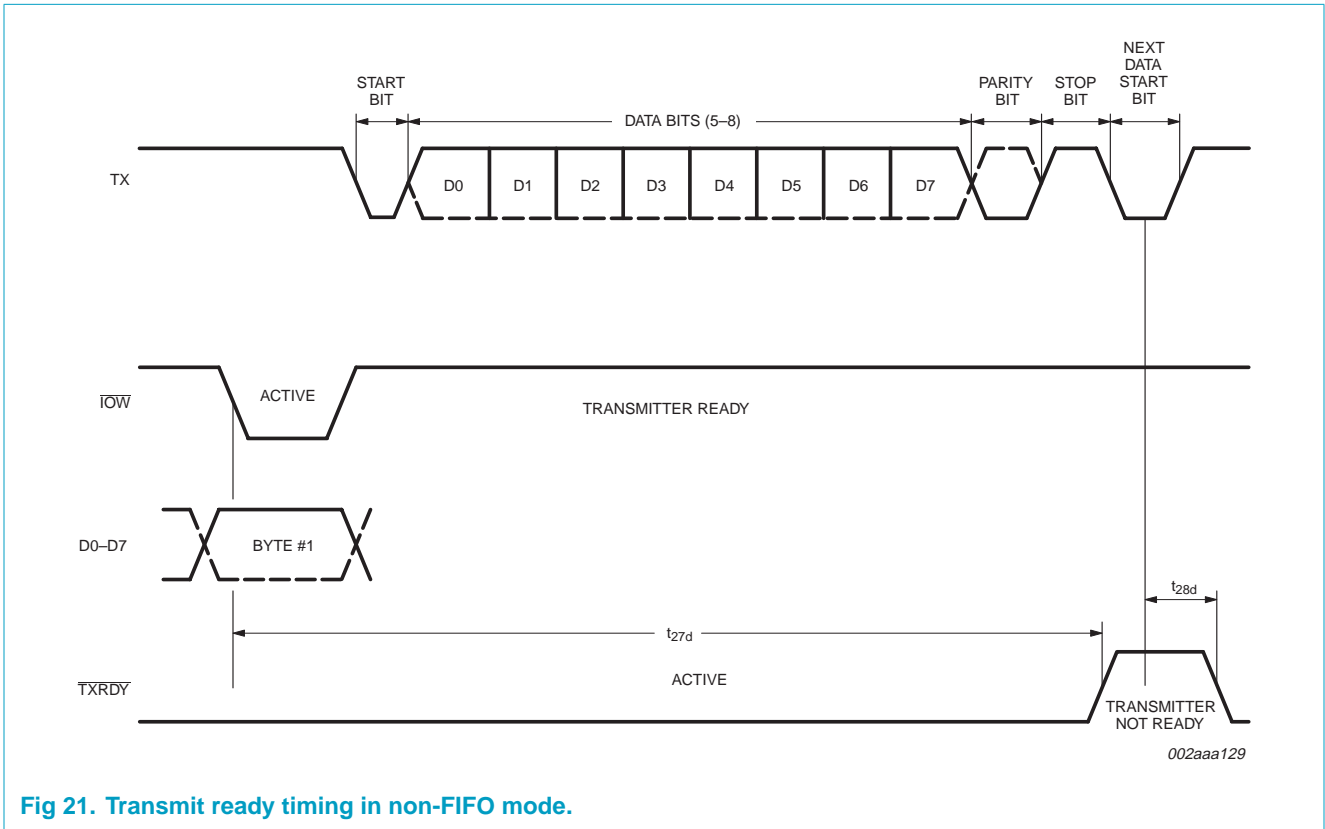 START
BIT
DATA BITS (5–8)
PARITY
BIT
STOP
BIT
NEXT
DATA
START
BIT
TX
D0 D1 D2 D3 D4 D5 D6 D7
IOW
ACTIVE
TRANSMITTER READY
D0–D7
BYTE #1
t28d
t27d
TXRDY
ACTIVE
TRANSMITTER
NOT READY
002aaa129
Fig 21. Transmit ready timing in non-FIFO mode.